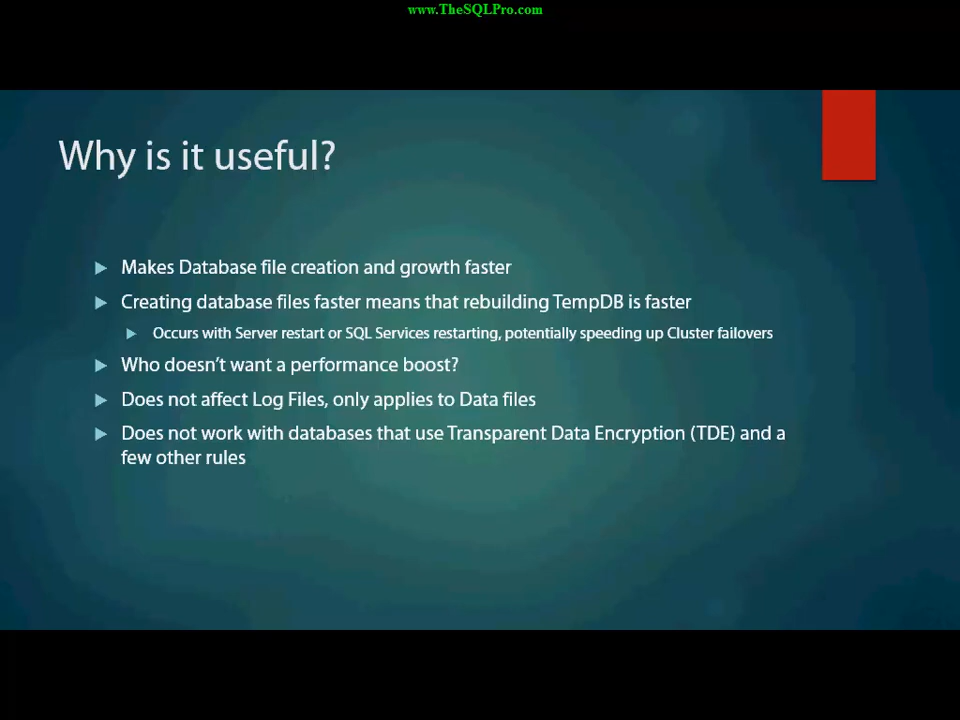 www.TheSQLPro.com
Why is it useful?
Makes Database file creation and growth faster
Creating database files faster means that rebuilding TempDB is faster
Occurs with Server restart or SQL Services restarting, potentially speeding up Cluster failovers
Who doesn't want a performance boost?
Does not affect Log Files, only applies to Data files
Does not work with databases that use Transparent Data Encryption (TDE) and a
few other rules